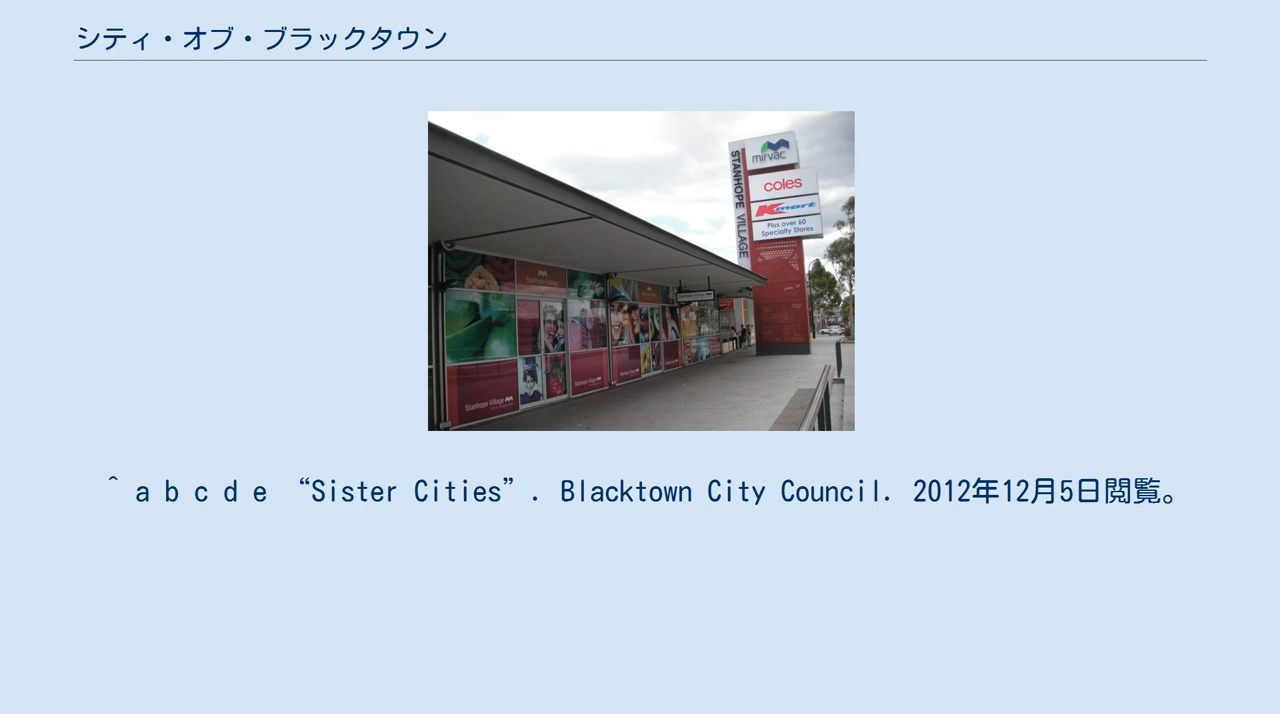 シティ・オブ・ブラックタウン
STANHOPE VILLAGE
mirvac
coles
Kmart
Plus over 60
Specialty Stores
Stanhope Village
^ a b c d e “Sister Cities”. Blacktown City Council. 2012年12月5日閲覧。